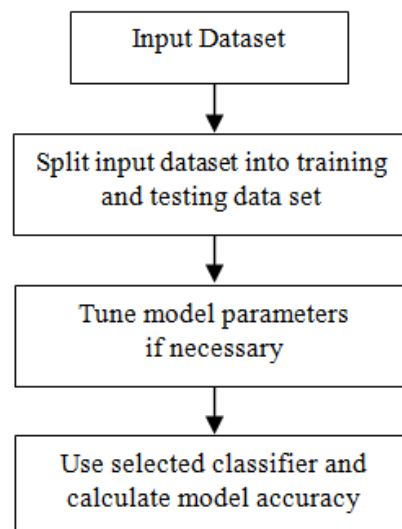 Input Dataset
Split input dataset into training
and testing data set
Tune model parameters
if necessary
Use selected classifier and
calculate model accuracy